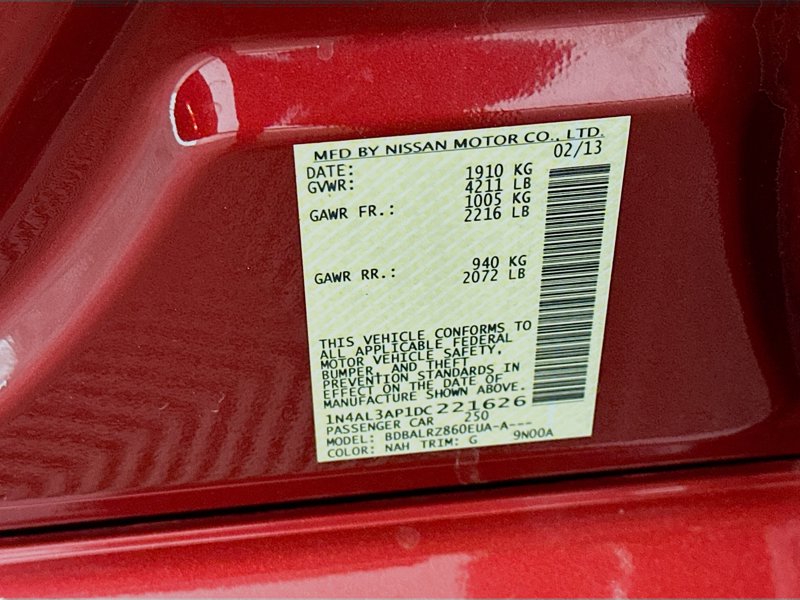 MFD BY NISSAN MOTOR CO., LTD.
DATE: 02/13
GVWR: 1910 KG
4211 LB
GAWR FR.: 1005 KG
2216 LB
GAWR RR.: 940 KG
2072 LB
THIS VEHICLE CONFORMS TO
ALL APPLICABLE FEDERAL
MOTOR VEHICLE SAFETY,
BUMPER, AND THEFT
PREVENTION STANDARDS IN
EFFECT ON THE DATE OF
MANUFACTURE SHOWN ABOVE.
1N4AL3AP1DC221626
PASSENGER CAR 250
MODEL: BDBALRZ860EUA-A---
COLOR: NAH TRIM: G 9N00A